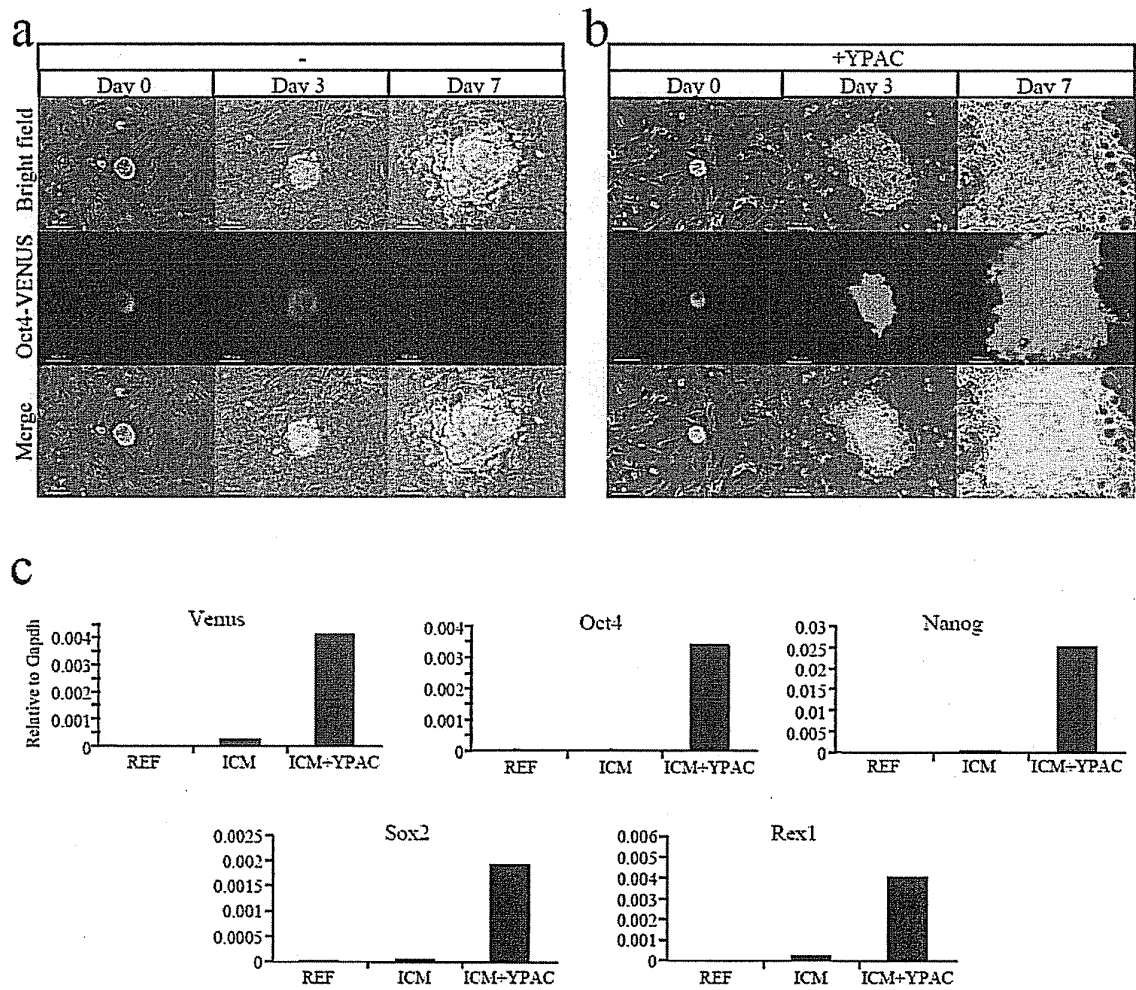 a
-
Day 0 Day 3 Day 7
Bright field
Oct4-VENUS
Merge
b
+YPAC
Day 0 Day 3 Day 7
c
Venus
Relative to Gapdh
0.004
0.003
0.002
0.001
0
REF ICM ICM+YPAC
Oct4
0.004
0.003
0.002
0.001
0
REF ICM ICM+YPAC
Nanog
0.03
0.025
0.02
0.015
0.01
0.005
0
REF ICM ICM+YPAC
Sox2
0.0025
0.002
0.0015
0.001
0.0005
0
REF ICM ICM+YPAC
Rex1
0.006
0.005
0.004
0.003
0.002
0.001
0
REF ICM ICM+YPAC